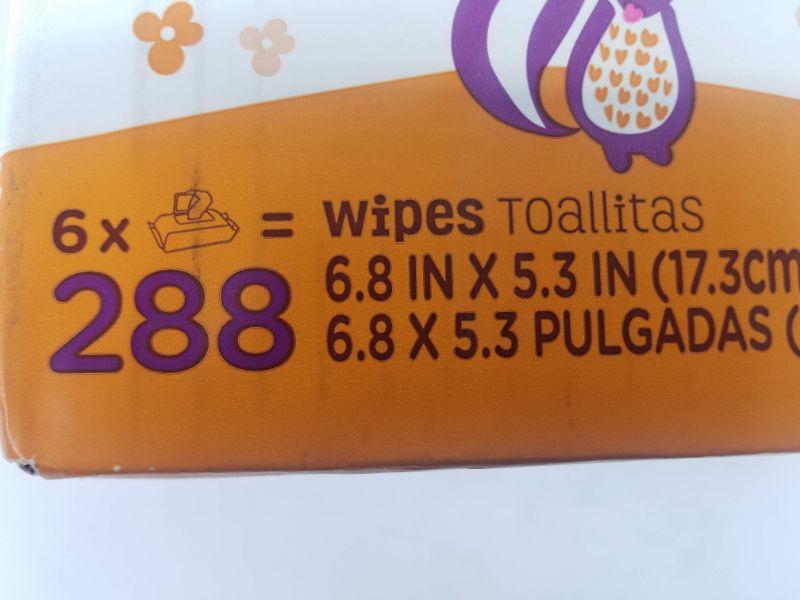 6 x = wipes Toallitas
288 6.8 IN X 5.3 IN (17.3cm
6.8 X 5.3 PULGADAS (